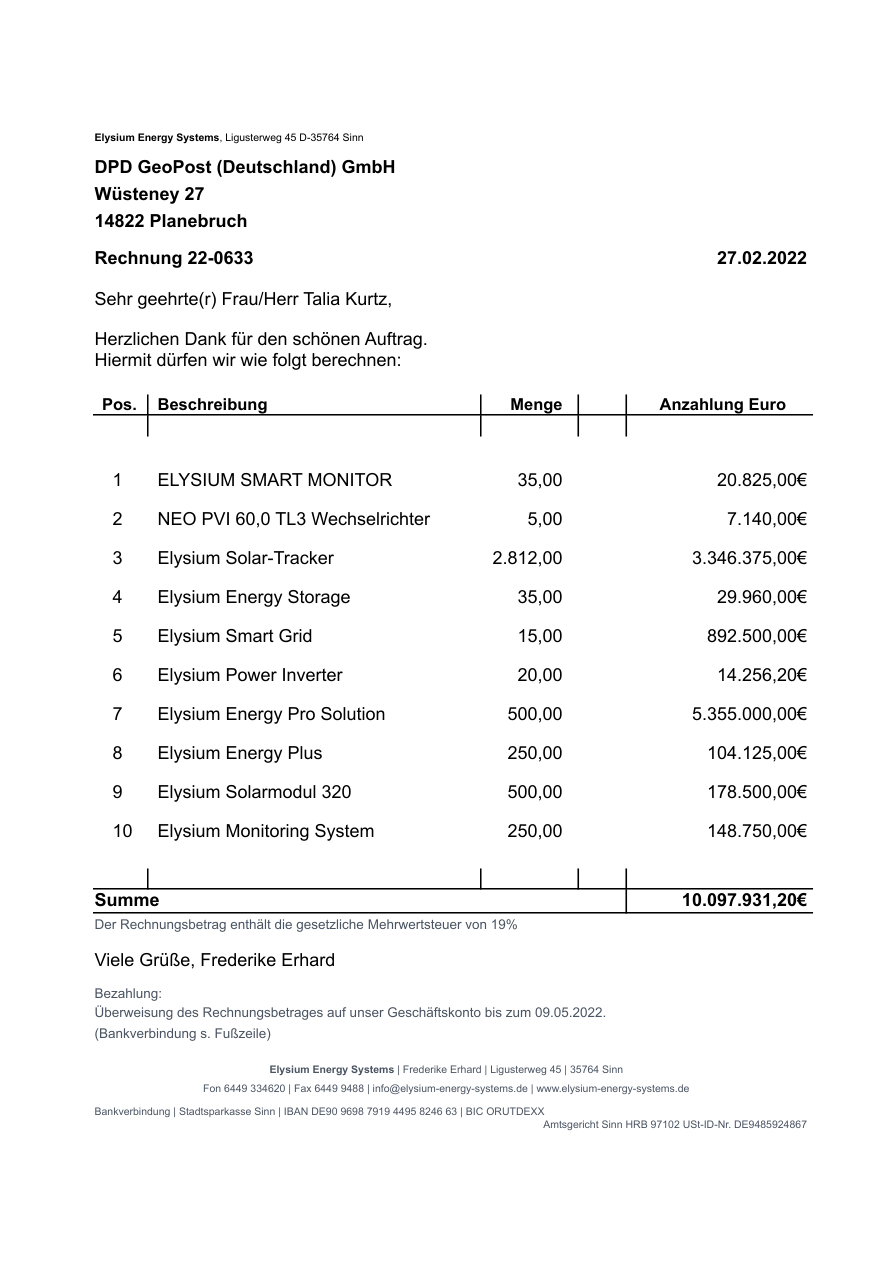 Elysium Energy Systems, Ligusterweg 45 D-35764 Sinn
DPD GeoPost (Deutschland) GmbH
Wüsteney 27
14822 Planebruch
Rechnung 22-0633 27.02.2022
Sehr geehrte(r) Frau/Herr Talia Kurtz,
Herzlichen Dank für den schönen Auftrag.
Hiermit dürfen wir wie folgt berechnen:
Pos. Beschreibung Menge Anzahlung Euro
1 ELYSIUM SMART MONITOR 35,00 20.825,00€
2 NEO PVI 60,0 TL3 Wechselrichter 5,00 7.140,00€
3 Elysium Solar-Tracker 2.812,00 3.346.375,00€
4 Elysium Energy Storage 35,00 29.960,00€
5 Elysium Smart Grid 15,00 892.500,00€
6 Elysium Power Inverter 20,00 14.256,20€
7 Elysium Energy Pro Solution 500,00 5.355.000,00€
8 Elysium Energy Plus 250,00 104.125,00€
9 Elysium Solarmodul 320 500,00 178.500,00€
10 Elysium Monitoring System 250,00 148.750,00€
Summe 10.097.931,20€
Der Rechnungsbetrag enthält die gesetzliche Mehrwertsteuer von 19%
Viele Grüße, Frederike Erhard
Bezahlung:
Überweisung des Rechnungsbetrages auf unser Geschäftskonto bis zum 09.05.2022.
(Bankverbindung s. Fußzeile)
Elysium Energy Systems | Frederike Erhard | Ligusterweg 45 | 35764 Sinn
Fon 6449 334620 | Fax 6449 9488 | info@elysium-energy-systems.de | www.elysium-energy-systems.de
Bankverbindung | Stadtsparkasse Sinn | IBAN DE90 9698 7919 4495 8246 63 | BIC ORUTDEXX
Amtsgericht Sinn HRB 97102 USt-ID-Nr. DE9485924867